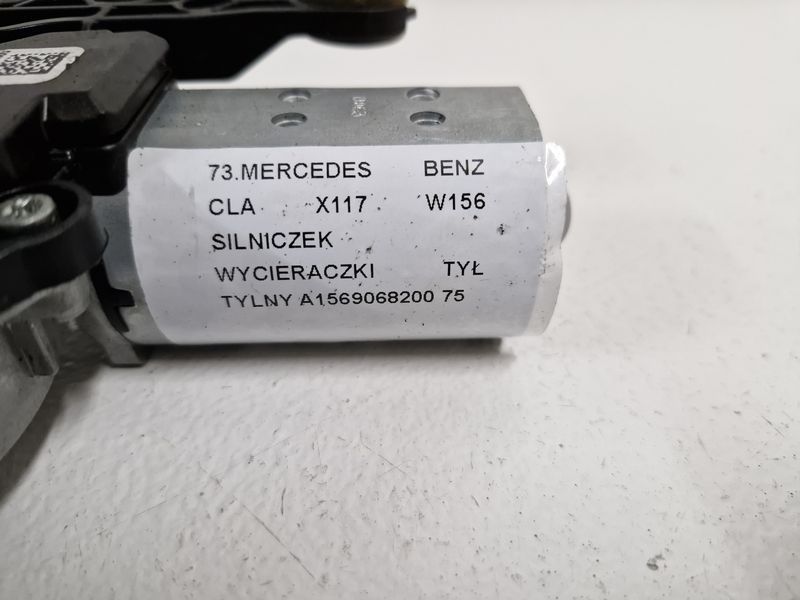 73.MERCEDES BENZ
CLA X117 W156
SILNICZEK
WYCIERACZKI TYŁ
TYLNY A1569068200 75